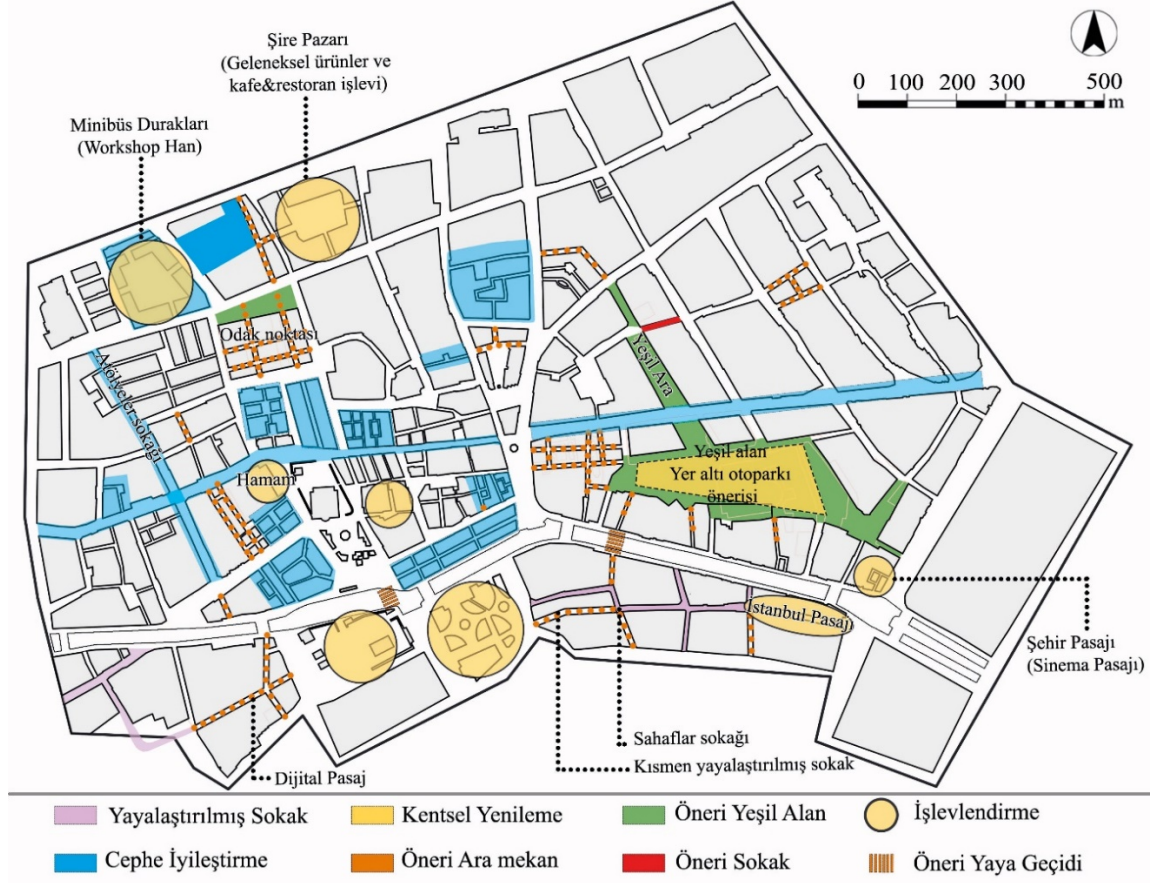 Şire Pazarı
(Geleneksel ürünler ve
kafe&restoran işlevi)
Minibüs Durakları
(Workshop Han)
0 100 200 300 400 500
m
Odak noktası
Atölyeler sokağı
Yeşil Ara
Hamam
Yeşil alan
Yer altı otoparkı
önerisi
İstanbul Pasaj
Şehir Pasajı
(Sinema Pasajı)
Sahaflar sokağı
Kısmen yayalaştırılmış sokak
Dijital Pasaj
Yayalaştırılmış Sokak
Kentsel Yenileme
Öneri Yeşil Alan
İşlevlendirme
Cephe İyileştirme
Öneri Ara mekan
Öneri Sokak
Öneri Yaya Geçidi